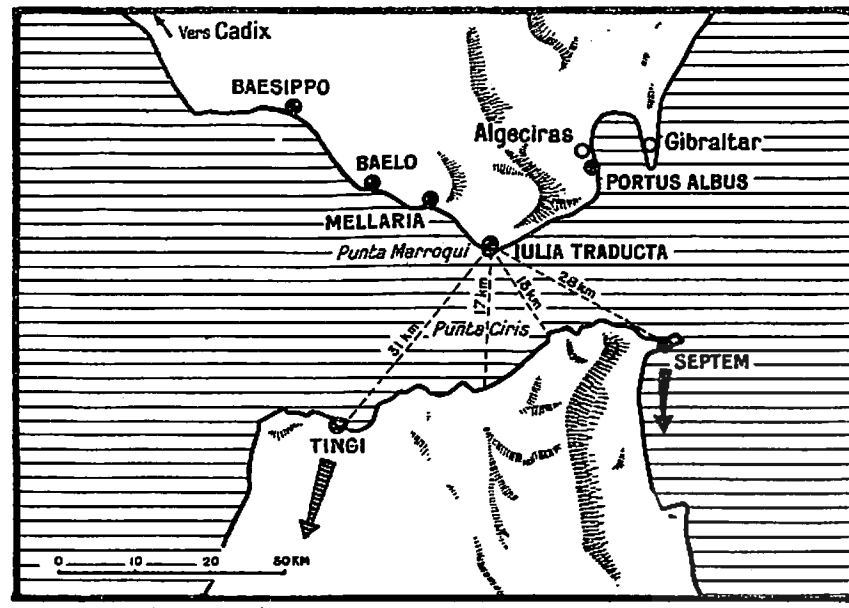 Vers Cadix
BAESIPPO
Algeciras
Gibraltar
BAELO
PORTUS ALBUS
MELLARIA
Punta Marroqui
IULIA TRADUCTA
31 km
17 km
15 km
28 km
Punta Ciris
SEPTEM
TINGI
0 10 20 30 KM